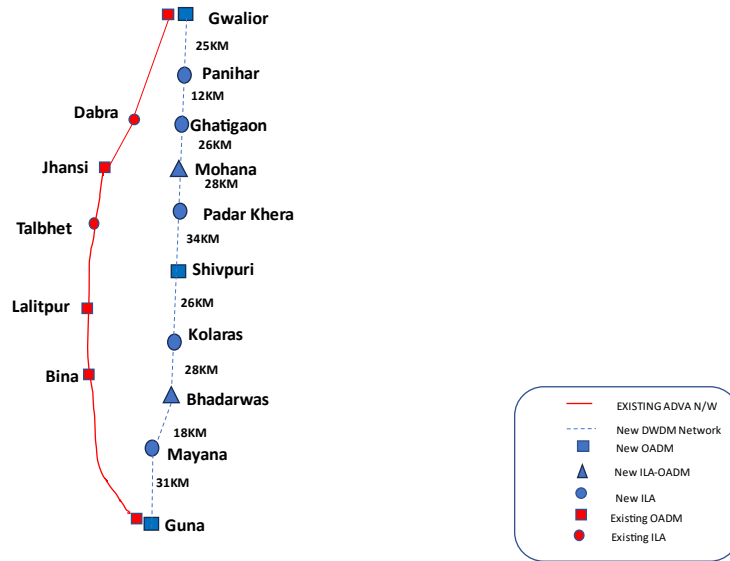 Gwalior
25KM
Panihar
12KM
Dabra
Ghatigaon
26KM
Jhansi
Mohana
28KM
Padar Khera
Talbhet
34KM
Shivpuri
Lalitpur
26KM
Kolaras
Bina
28KM
Bhadarwas
18KM
Mayana
31KM
Guna
EXISTING ADVA N/W
New DWDM Network
New OADM
New ILA-OADM
New ILA
Existing OADM
Existing ILA